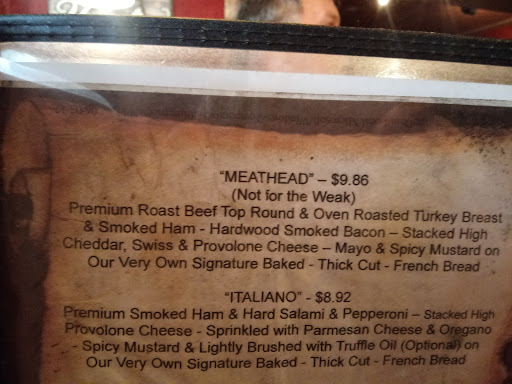 "MEATHEAD" – $9.86
(Not for the Weak)
Premium Roast Beef Top Round & Oven Roasted Turkey Breast
& Smoked Ham - Hardwood Smoked Bacon – Stacked High
Cheddar, Swiss & Provolone Cheese – Mayo & Spicy Mustard on
Our Very Own Signature Baked - Thick Cut - French Bread
"ITALIANO" - $8.92
Premium Smoked Ham & Hard Salami & Pepperoni – Stacked High
Provolone Cheese - Sprinkled with Parmesan Cheese & Oregano
- Spicy Mustard & Lightly Brushed with Truffle Oil (Optional) on
Our Very Own Signature Baked - Thick Cut - French Bread